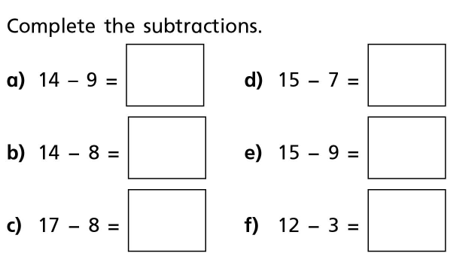 Complete the subtractions.
a) 14 – 9 =
d) 15 – 7 =
b) 14 – 8 =
e) 15 – 9 =
c) 17 – 8 =
f) 12 – 3 =